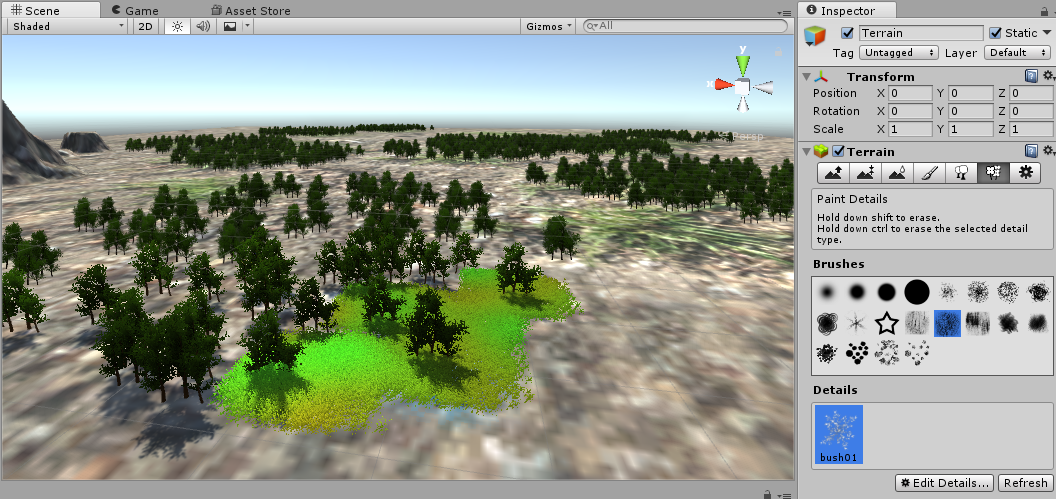 Scene
Game
Asset Store
Shaded
2D
Gizmos
All
y
x
Persp
Inspector
Terrain
Static
Tag
Untagged
Layer
Default
Transform
Position X 0 Y 0 Z 0
Rotation X 0 Y 0 Z 0
Scale X 1 Y 1 Z 1
Terrain
Paint Details
Hold down shift to erase.
Hold down ctrl to erase the selected detail
type.
Brushes
Details
bush01
Edit Details...
Refresh